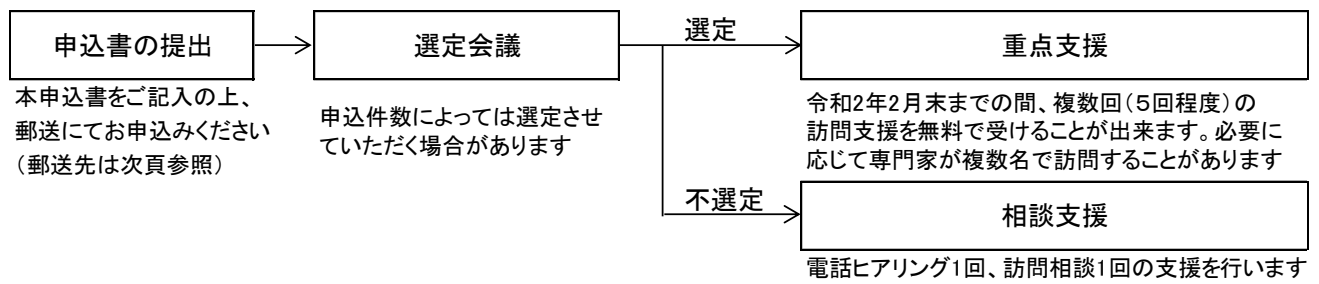 申込書の提出
本申込書をご記入の上、
郵送にてお申込みください
（郵送先は次頁参照）
選定会議
申込件数によっては選定させ
ていただく場合があります
選定
重点支援
令和2年2月末までの間、複数回（５回程度）の
訪問支援を無料で受けることが出来ます。必要に
応じて専門家が複数名で訪問することがあります
不選定
相談支援
電話ヒアリング1回、訪問相談1回の支援を行います